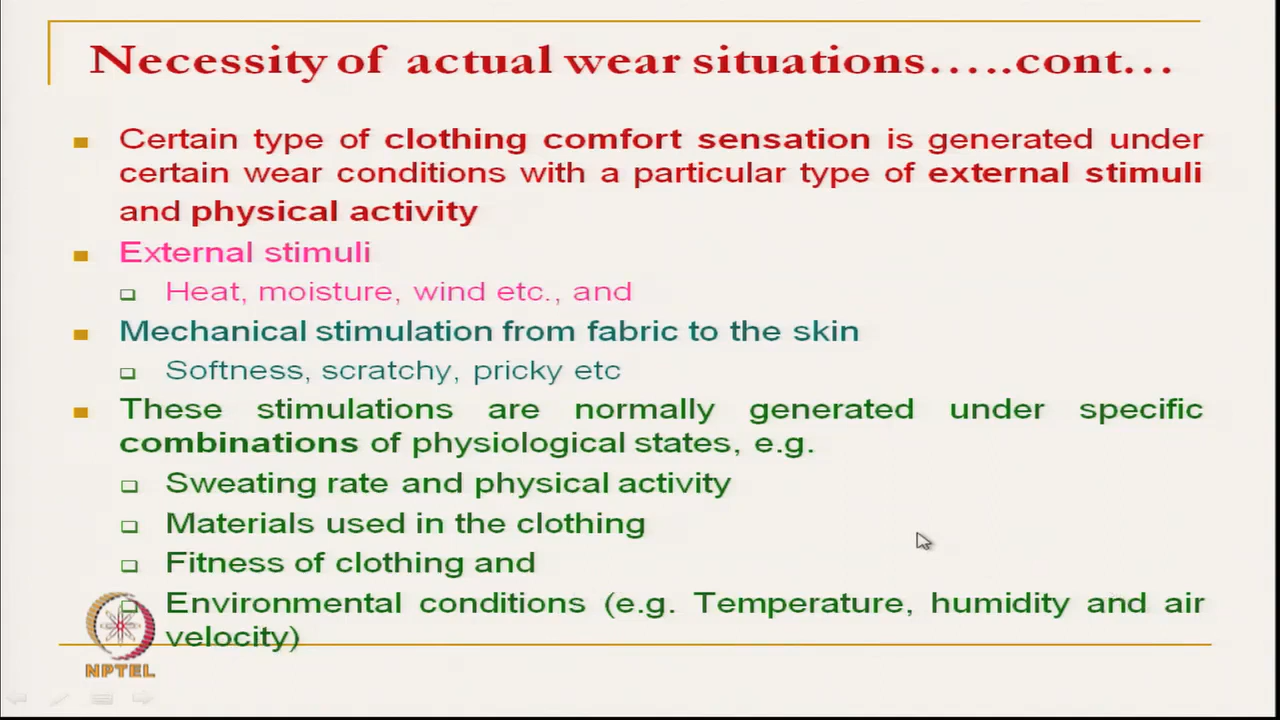 Necessity of actual wear situations…..cont…
Certain type of clothing comfort sensation is generated under
certain wear conditions with a particular type of external stimuli
and physical activity
External stimuli
Heat, moisture, wind etc., and
Mechanical stimulation from fabric to the skin
Softness, scratchy, pricky etc
These stimulations are normally generated under specific
combinations of physiological states, e.g.
Sweating rate and physical activity
Materials used in the clothing
Fitness of clothing and
Environmental conditions (e.g. Temperature, humidity and air
velocity)
NPTEL